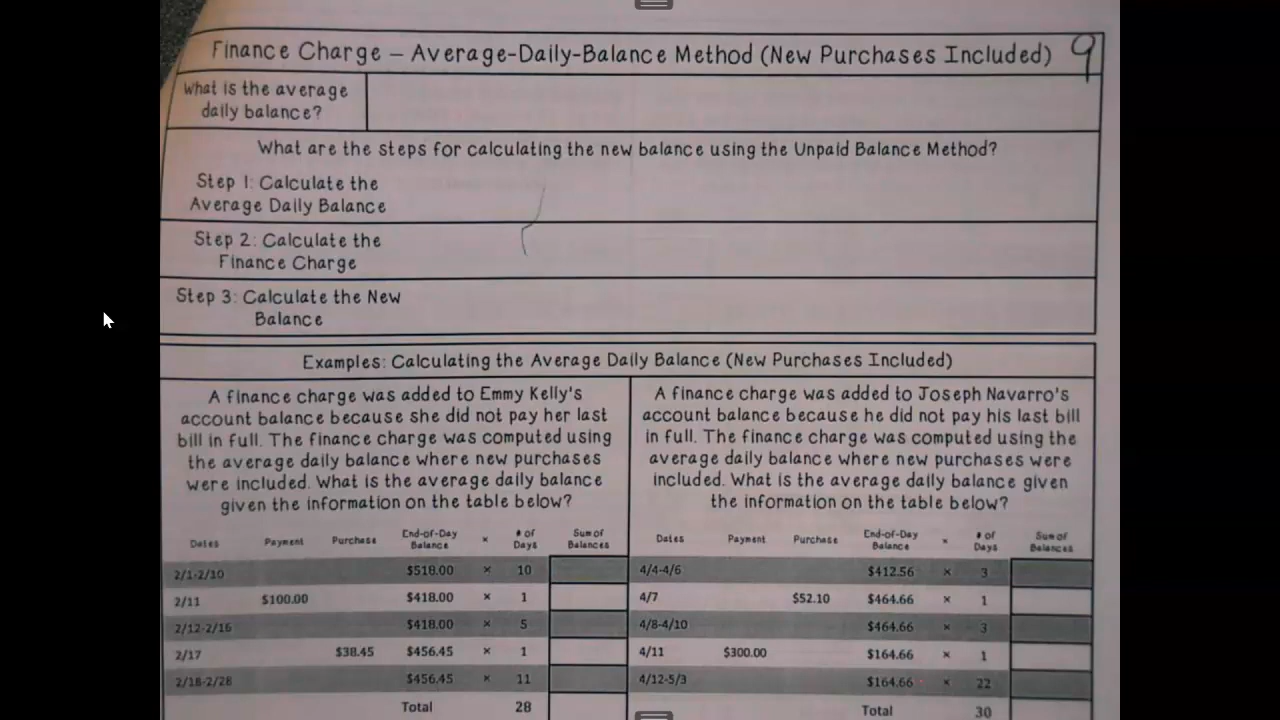 Finance Charge – Average-Daily-Balance Method (New Purchases Included) 9
What is the average
daily balance?
What are the steps for calculating the new balance using the Unpaid Balance Method?
Step 1: Calculate the
Average Daily Balance
Step 2: Calculate the
Finance Charge
Step 3: Calculate the New
Balance
Examples: Calculating the Average Daily Balance (New Purchases Included)
A finance charge was added to Emmy Kelly's
account balance because she did not pay her last
bill in full. The finance charge was computed using
the average daily balance where new purchases
were included. What is the average daily balance
given the information on the table below?
Dates Payment Purchase End-of-Day Balance × # of Days Sum of Balances
2/1-2/10 $518.00 × 10
2/11 $100.00 $418.00 × 1
2/12-2/16 $418.00 × 5
2/17 $38.45 $456.45 × 1
2/18-2/28 $456.45 × 11
Total 28
A finance charge was added to Joseph Navarro's
account balance because he did not pay his last bill
in full. The finance charge was computed using the
average daily balance where new purchases were
included. What is the average daily balance given
the information on the table below?
Dates Payment Purchase End-of-Day Balance × # of Days Sum of Balances
4/4-4/6 $412.56 × 3
4/7 $52.10 $464.66 × 1
4/8-4/10 $464.66 × 3
4/11 $300.00 $164.66 × 1
4/12-5/3 $164.66 × 22
Total 30